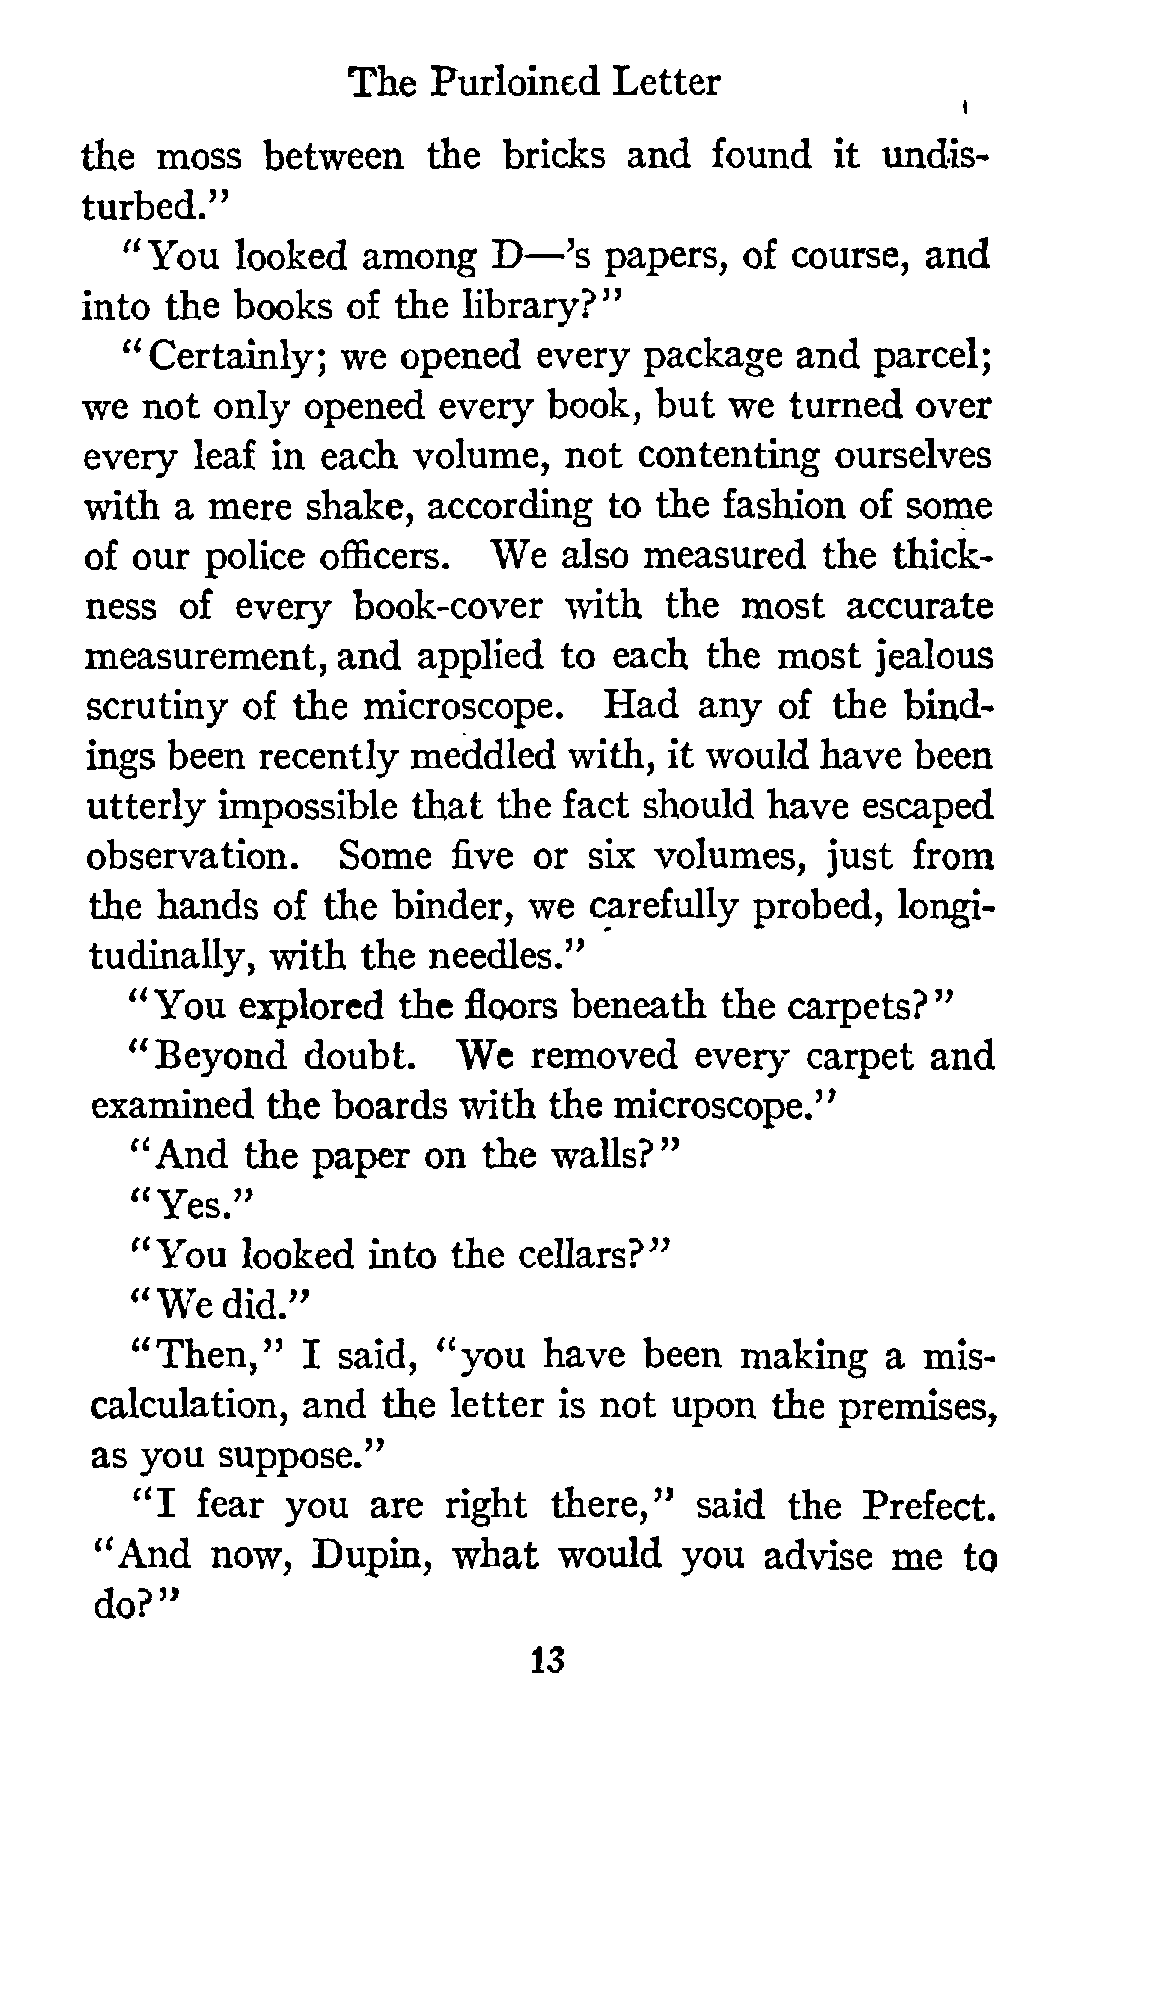 The Purloined Letter
the moss between the bricks and found it undis-
turbed."
"You looked among D—'s papers, of course, and
into the books of the library?"
"Certainly; we opened every package and parcel;
we not only opened every book, but we turned over
every leaf in each volume, not contenting ourselves
with a mere shake, according to the fashion of some
of our police officers. We also measured the thick-
ness of every book-cover with the most accurate
measurement, and applied to each the most jealous
scrutiny of the microscope. Had any of the bind-
ings been recently meddled with, it would have been
utterly impossible that the fact should have escaped
observation. Some five or six volumes, just from
the hands of the binder, we carefully probed, longi-
tudinally, with the needles."
"You explored the floors beneath the carpets?"
"Beyond doubt. We removed every carpet and
examined the boards with the microscope."
"And the paper on the walls?"
"Yes."
"You looked into the cellars?"
"We did."
"Then," I said, "you have been making a mis-
calculation, and the letter is not upon the premises,
as you suppose."
"I fear you are right there," said the Prefect.
"And now, Dupin, what would you advise me to
do?"
13